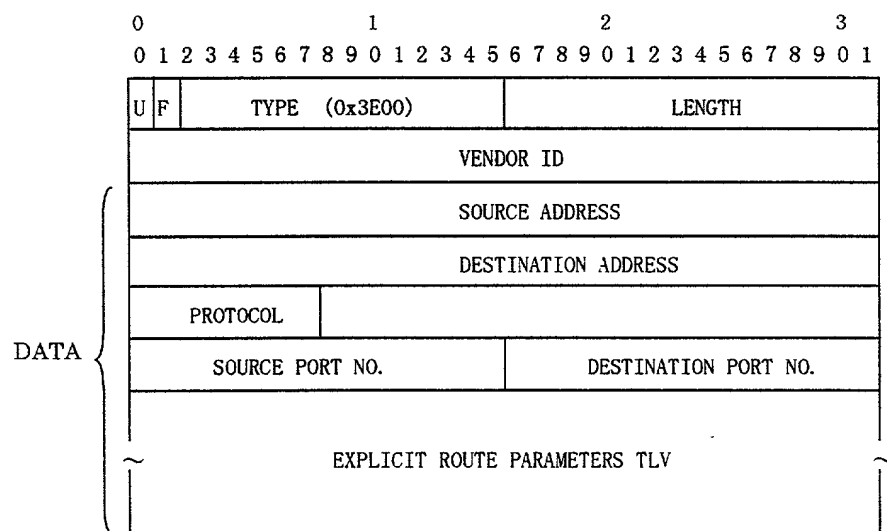 0 1 2 3
0 1 2 3 4 5 6 7 8 9 0 1 2 3 4 5 6 7 8 9 0 1 2 3 4 5 6 7 8 9 0 1
U F TYPE (0x3E00) LENGTH
VENDOR ID
SOURCE ADDRESS
DESTINATION ADDRESS
PROTOCOL
DATA
SOURCE PORT NO. DESTINATION PORT NO.
~ EXPLICIT ROUTE PARAMETERS TLV ~